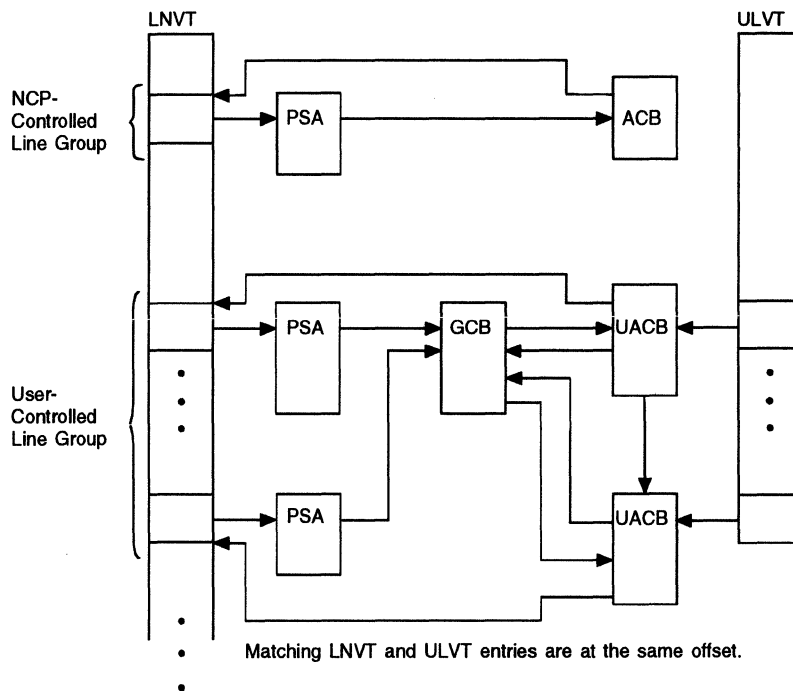 LNVT
ULVT
NCP-
Controlled
Line Group
PSA
ACB
User-
Controlled
Line Group
PSA
GCB
UACB
PSA
UACB
Matching LNVT and ULVT entries are at the same offset.